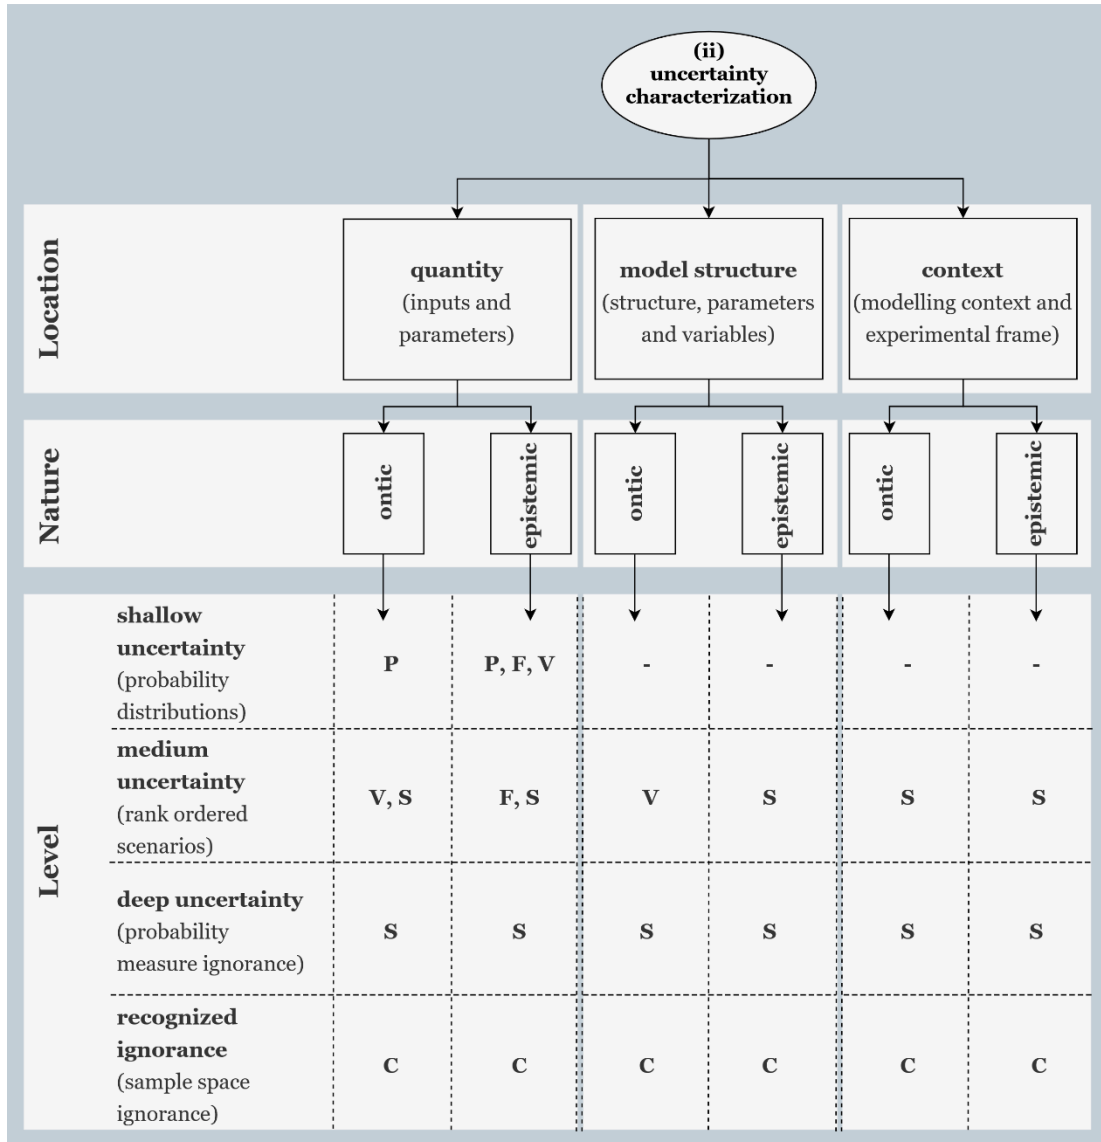 (ii)
uncertainty
characterization
Location
quantity
(inputs and
parameters)
model structure
(structure, parameters
and variables)
context
(modelling context and
experimental frame)
Nature
ontic
epistemic
ontic
epistemic
ontic
epistemic
Level
shallow
uncertainty
(probability
distributions)
P
P, F, V
-
-
-
-
medium
uncertainty
(rank ordered
scenarios)
V, S
F, S
V
S
S
S
deep uncertainty
(probability
measure ignorance)
S
S
S
S
S
S
recognized
ignorance
(sample space
ignorance)
C
C
C
C
C
C